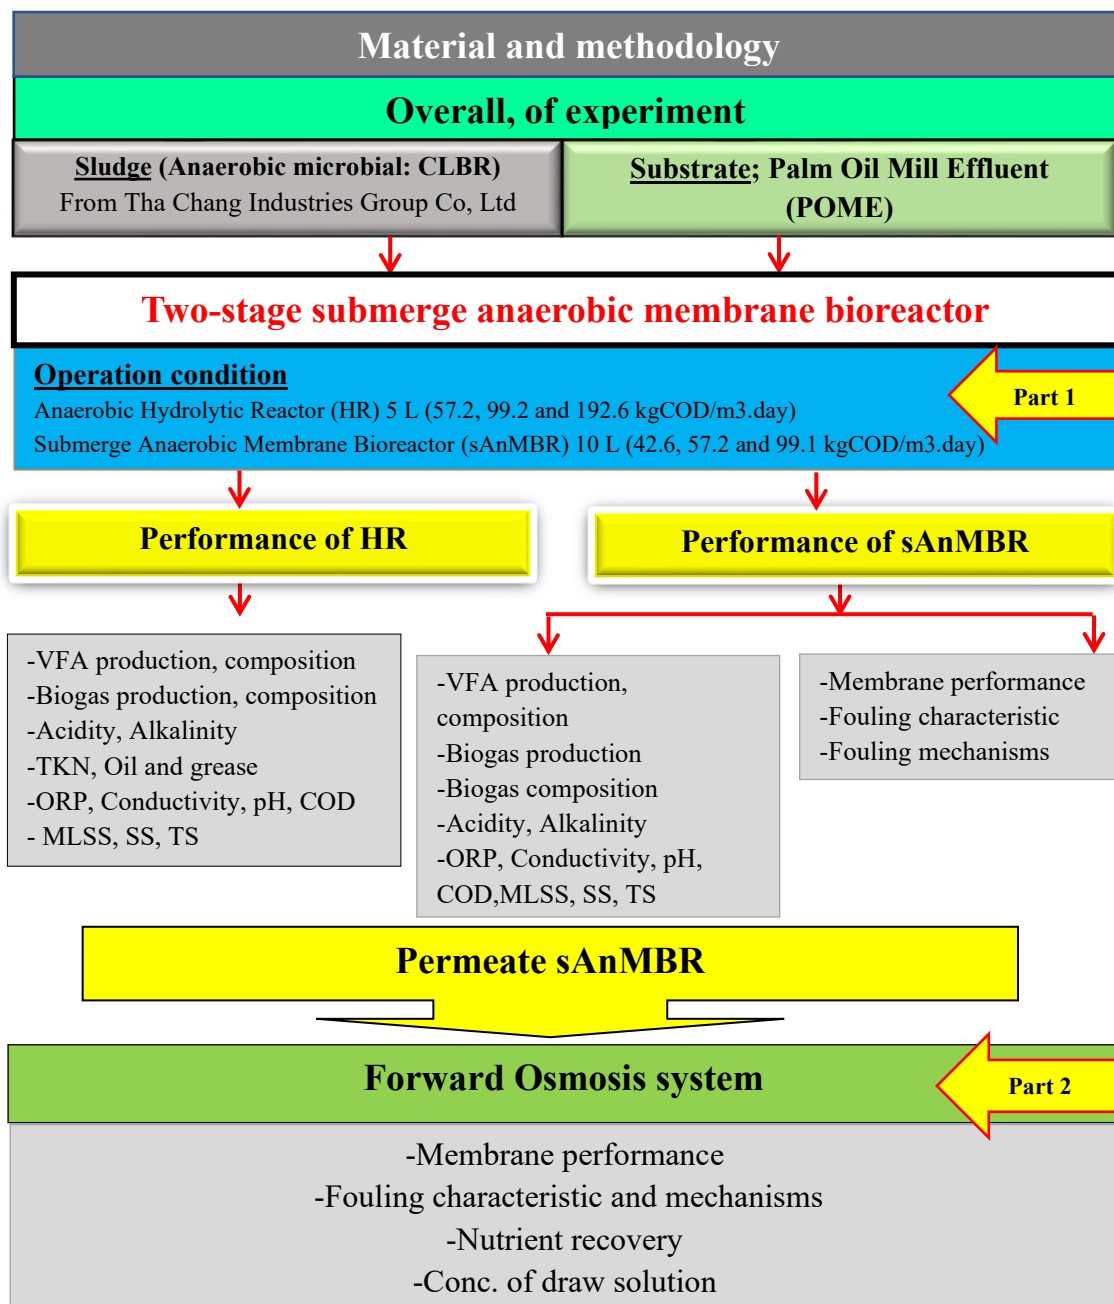 Material and methodology
Overall, of experiment
Sludge (Anaerobic microbial: CLBR)
From Tha Chang Industries Group Co, Ltd
Substrate; Palm Oil Mill Effluent
(POME)
Two-stage submerge anaerobic membrane bioreactor
Operation condition
Anaerobic Hydrolytic Reactor (HR) 5 L (57.2, 99.2 and 192.6 kgCOD/m3.day)
Submerge Anaerobic Membrane Bioreactor (sAnMBR) 10 L (42.6, 57.2 and 99.1 kgCOD/m3.day)
Part 1
Performance of HR
Performance of sAnMBR
-VFA production, composition
-Biogas production, composition
-Acidity, Alkalinity
-TKN, Oil and grease
-ORP, Conductivity, pH, COD
- MLSS, SS, TS
-VFA production,
composition
-Biogas production
-Biogas composition
-Acidity, Alkalinity
-ORP, Conductivity, pH,
COD,MLSS, SS, TS
-Membrane performance
-Fouling characteristic
-Fouling mechanisms
Permeate sAnMBR
Forward Osmosis system
Part 2
-Membrane performance
-Fouling characteristic and mechanisms
-Nutrient recovery
-Conc. of draw solution